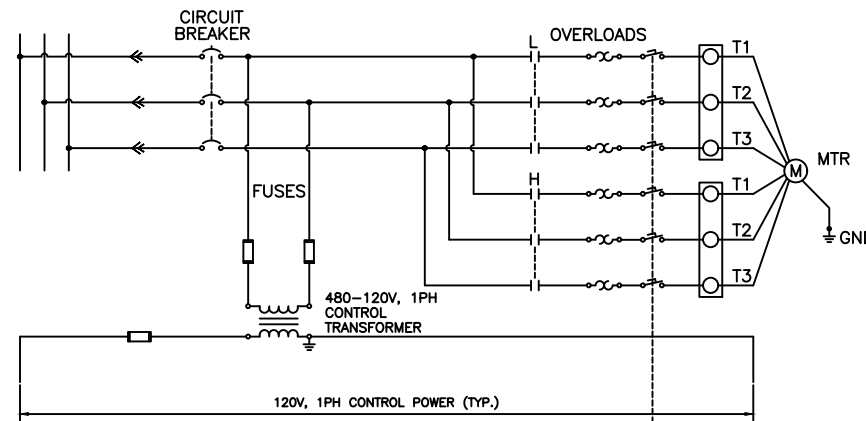 CIRCUIT
BREAKER
L
OVERLOADS
T1
T2
T3
M
MTR
GN
FUSES
H
T1
T2
T3
480-120V, 1PH
CONTROL
TRANSFORMER
120V, 1PH CONTROL POWER (TYP.)